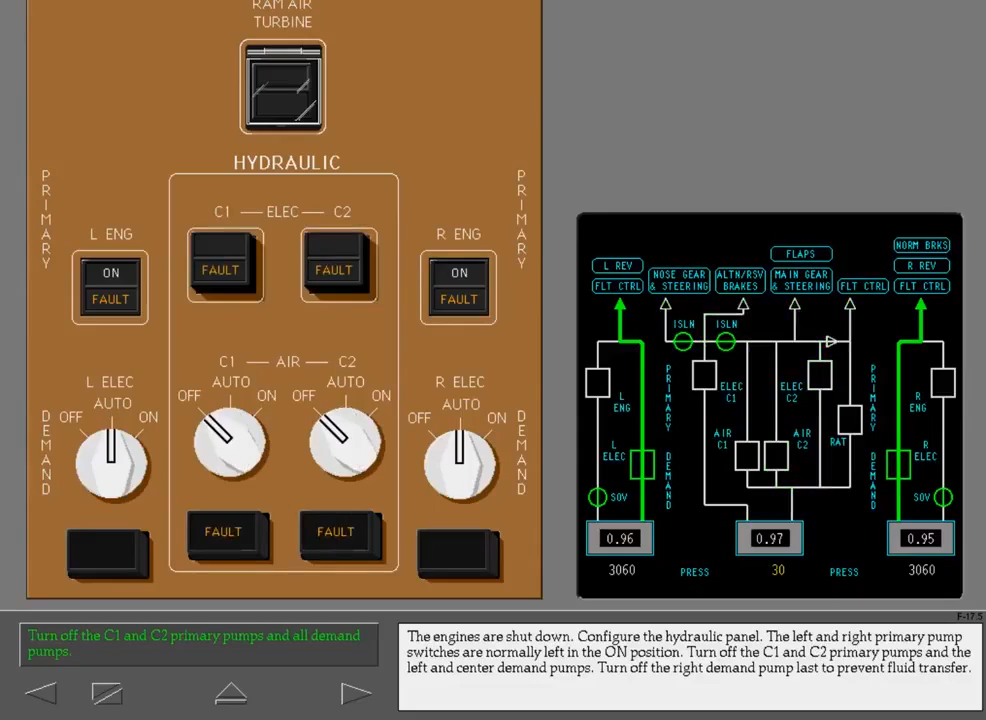 RAM AIR
TURBINE
HYDRAULIC
PRIMARY
PRIMARY
C1 ELEC C2
L ENG
R ENG
FAULT
FAULT
ON
FAULT
ON
FAULT
C1 AIR C2
L ELEC
R ELEC
AUTO
AUTO
OFF
ON
OFF
ON
AUTO
AUTO
OFF
ON
OFF
ON
DEMAND
DEMAND
FAULT
FAULT
NORM BRKS
FLAPS
L REV
R REV
NOSE GEAR
& STEERING
ALTN/RSV
BRAKES
MAIN GEAR
& STEERING
FLT CTRL
FLT CTRL
FLT CTRL
ISLN
ISLN
PRIMARY
PRIMARY
L
ENG
ELEC
C1
ELEC
C2
R
ENG
AIR
C1
AIR
C2
RAT
L
ELEC
R
ELEC
DEMAND
DEMAND
SOV
SOV
0.96
0.97
0.95
3060
PRESS
30
PRESS
3060
F-17.5
Turn off the C1 and C2 primary pumps and all demand
pumps.
The engines are shut down. Configure the hydraulic panel. The left and right primary pump
switches are normally left in the ON position. Turn off the C1 and C2 primary pumps and the
left and center demand pumps. Turn off the right demand pump last to prevent fluid transfer.